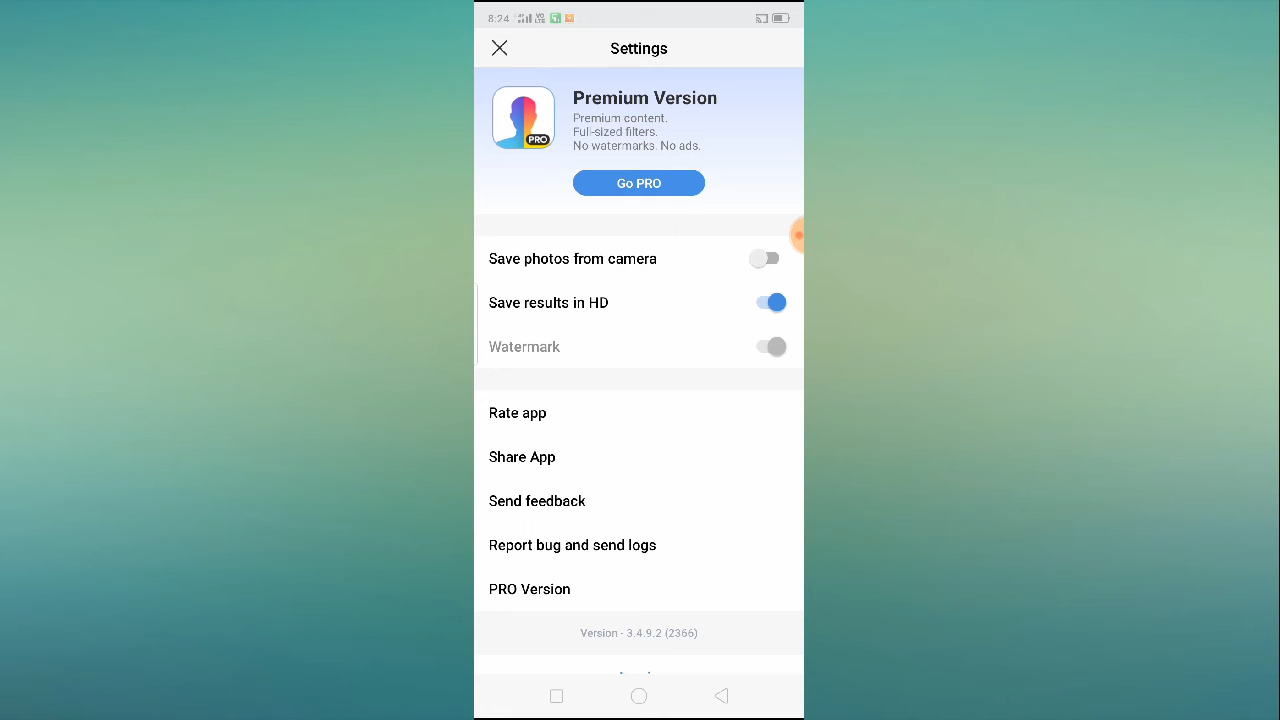 8:24
Settings
PRO
Premium Version
Premium content.
Full-sized filters.
No watermarks. No ads.
Go PRO
Save photos from camera
Save results in HD
Watermark
Rate app
Share App
Send feedback
Report bug and send logs
PRO Version
Version - 3.4.9.2 (2366)